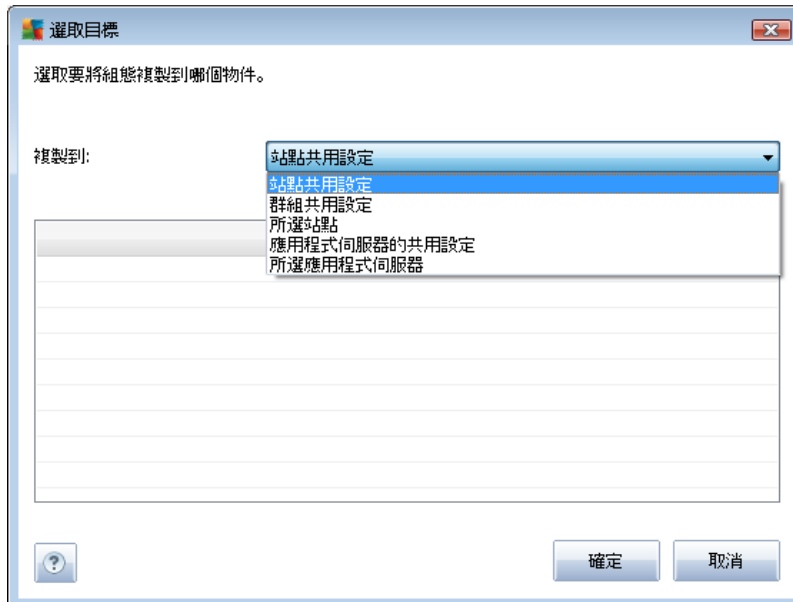 選取目標
選取要將組態複製到哪個物件。
複製到:
站點共用設定
站點共用設定
群組共用設定
所選站點
應用程式伺服器的共用設定
所選應用程式伺服器
?
確定
取消